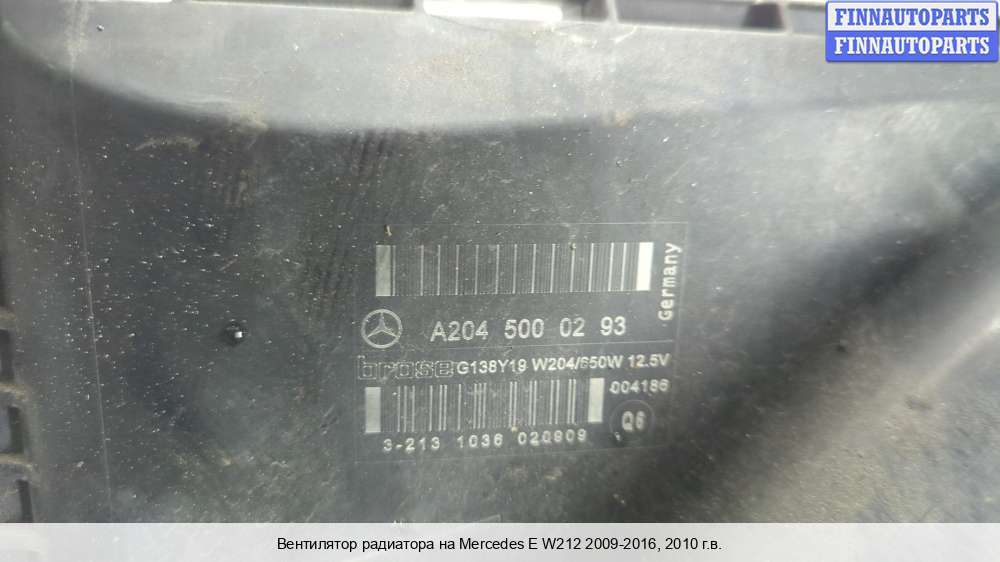 FINNAUTOPARTS
FINNAUTOPARTS
Germany
A204 500 02 93
brose G138Y19 W204/650W 12.5V
004186
Q6
3-213 1036 020909
Вентилятор радиатора на Mercedes E W212 2009-2016, 2010 г.в.